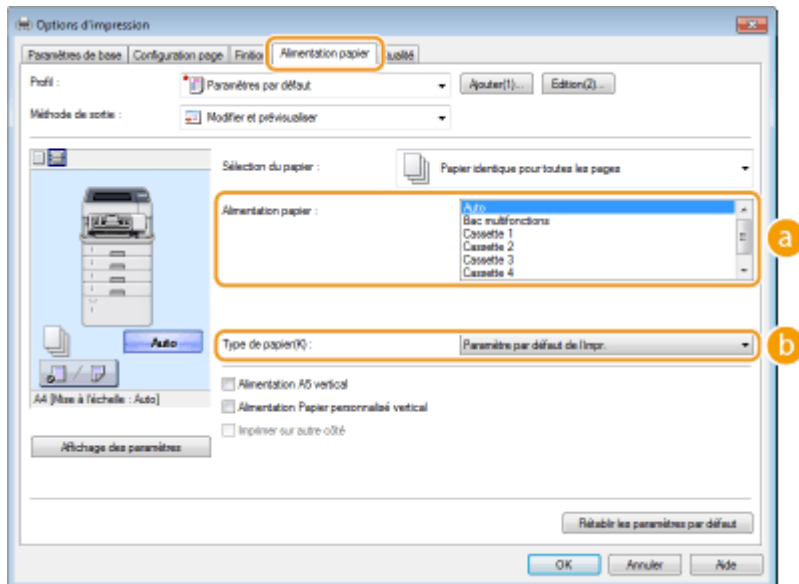 Options d'impression
Paramètres de base Configuration page Finition Alimentation papier Qualité
Profil : Paramètres par défaut Ajouter(1)... Edition(2)...
Méthode de sortie : Modifier et prévisualiser
Sélection du papier : Papier identique pour toutes les pages
Alimentation papier : Auto
Bac multifonctions
Cassette 1
Cassette 2
Cassette 3
Cassette 4
a
Auto
Type de papier(K) : Paramètre par défaut de l'Impr.
b
A4 [Mise à l'échelle : Auto]
Alimentation A5 vertical
Alimentation Papier personnalisé vertical
Imprimer sur autre côté
Affichage des paramètres
Rétablir les paramètres par défaut
OK Annuler Aide